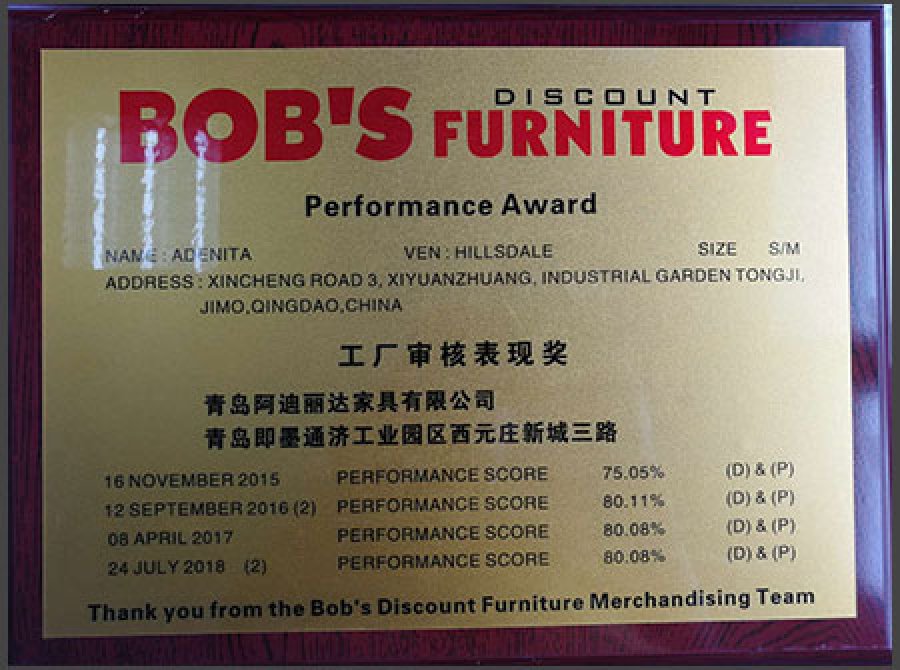 BOB'S DISCOUNT FURNITURE
Performance Award
NAME : ADENITA VEN : HILLSDALE SIZE S/M
ADDRESS : XINCHENG ROAD 3, XIYUANZHUANG, INDUSTRIAL GARDEN TONGJI,
JIMO,QINGDAO,CHINA
工厂审核表现奖
青岛阿迪丽达家具有限公司
青岛即墨通济工业园区西元庄新城三路
16 NOVEMBER 2015 PERFORMANCE SCORE 75.05% (D) & (P)
12 SEPTEMBER 2016 (2) PERFORMANCE SCORE 80.11% (D) & (P)
08 APRIL 2017 PERFORMANCE SCORE 80.08% (D) & (P)
24 JULY 2018 (2) PERFORMANCE SCORE 80.08% (D) & (P)
Thank you from the Bob's Discount Furniture Merchandising Team